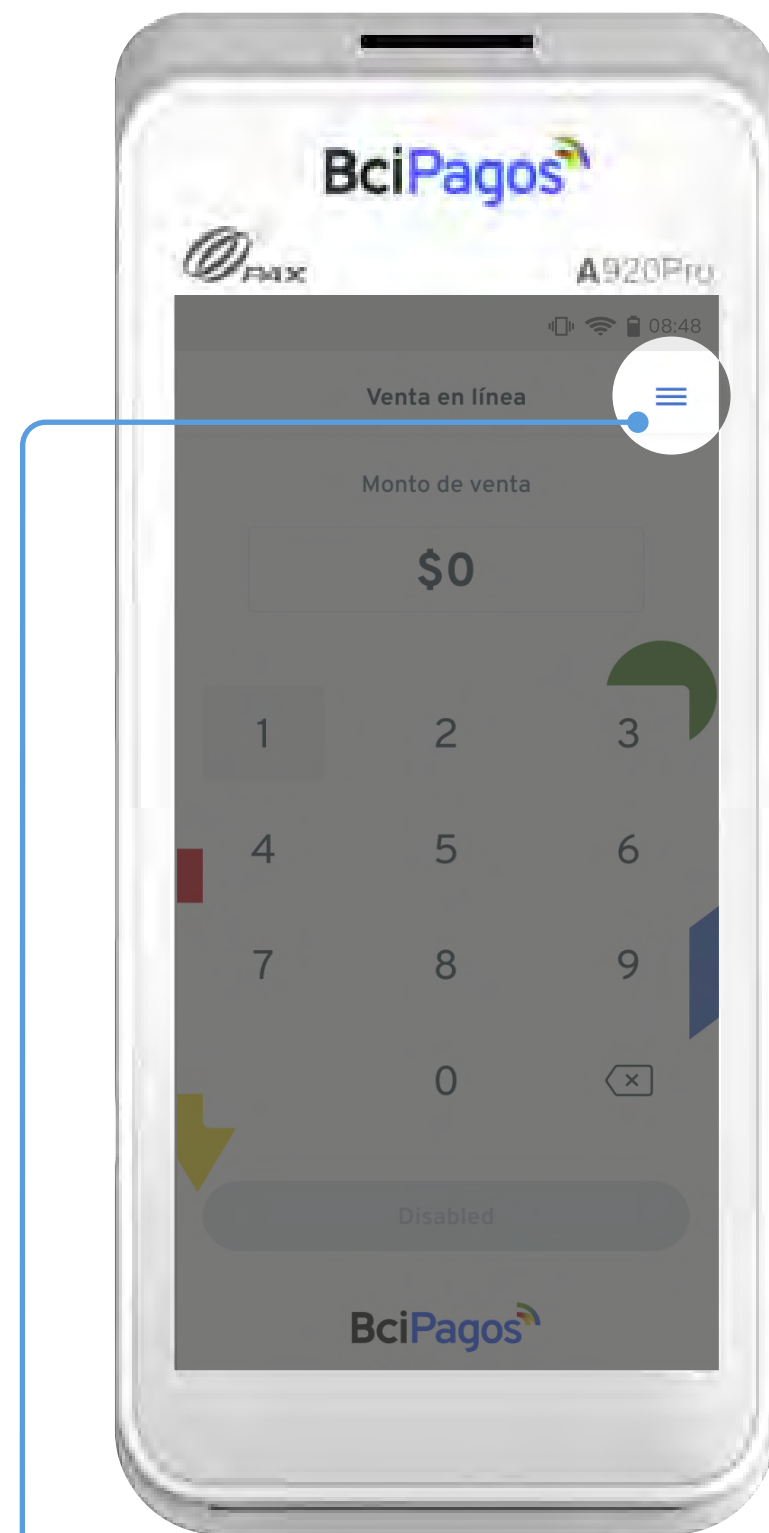 BciPagos
PAX
A920Pro
08:48
Venta en línea
Monto de venta
$0
1 2 3
4 5 6
7 8 9
0
Disabled
BciPagos